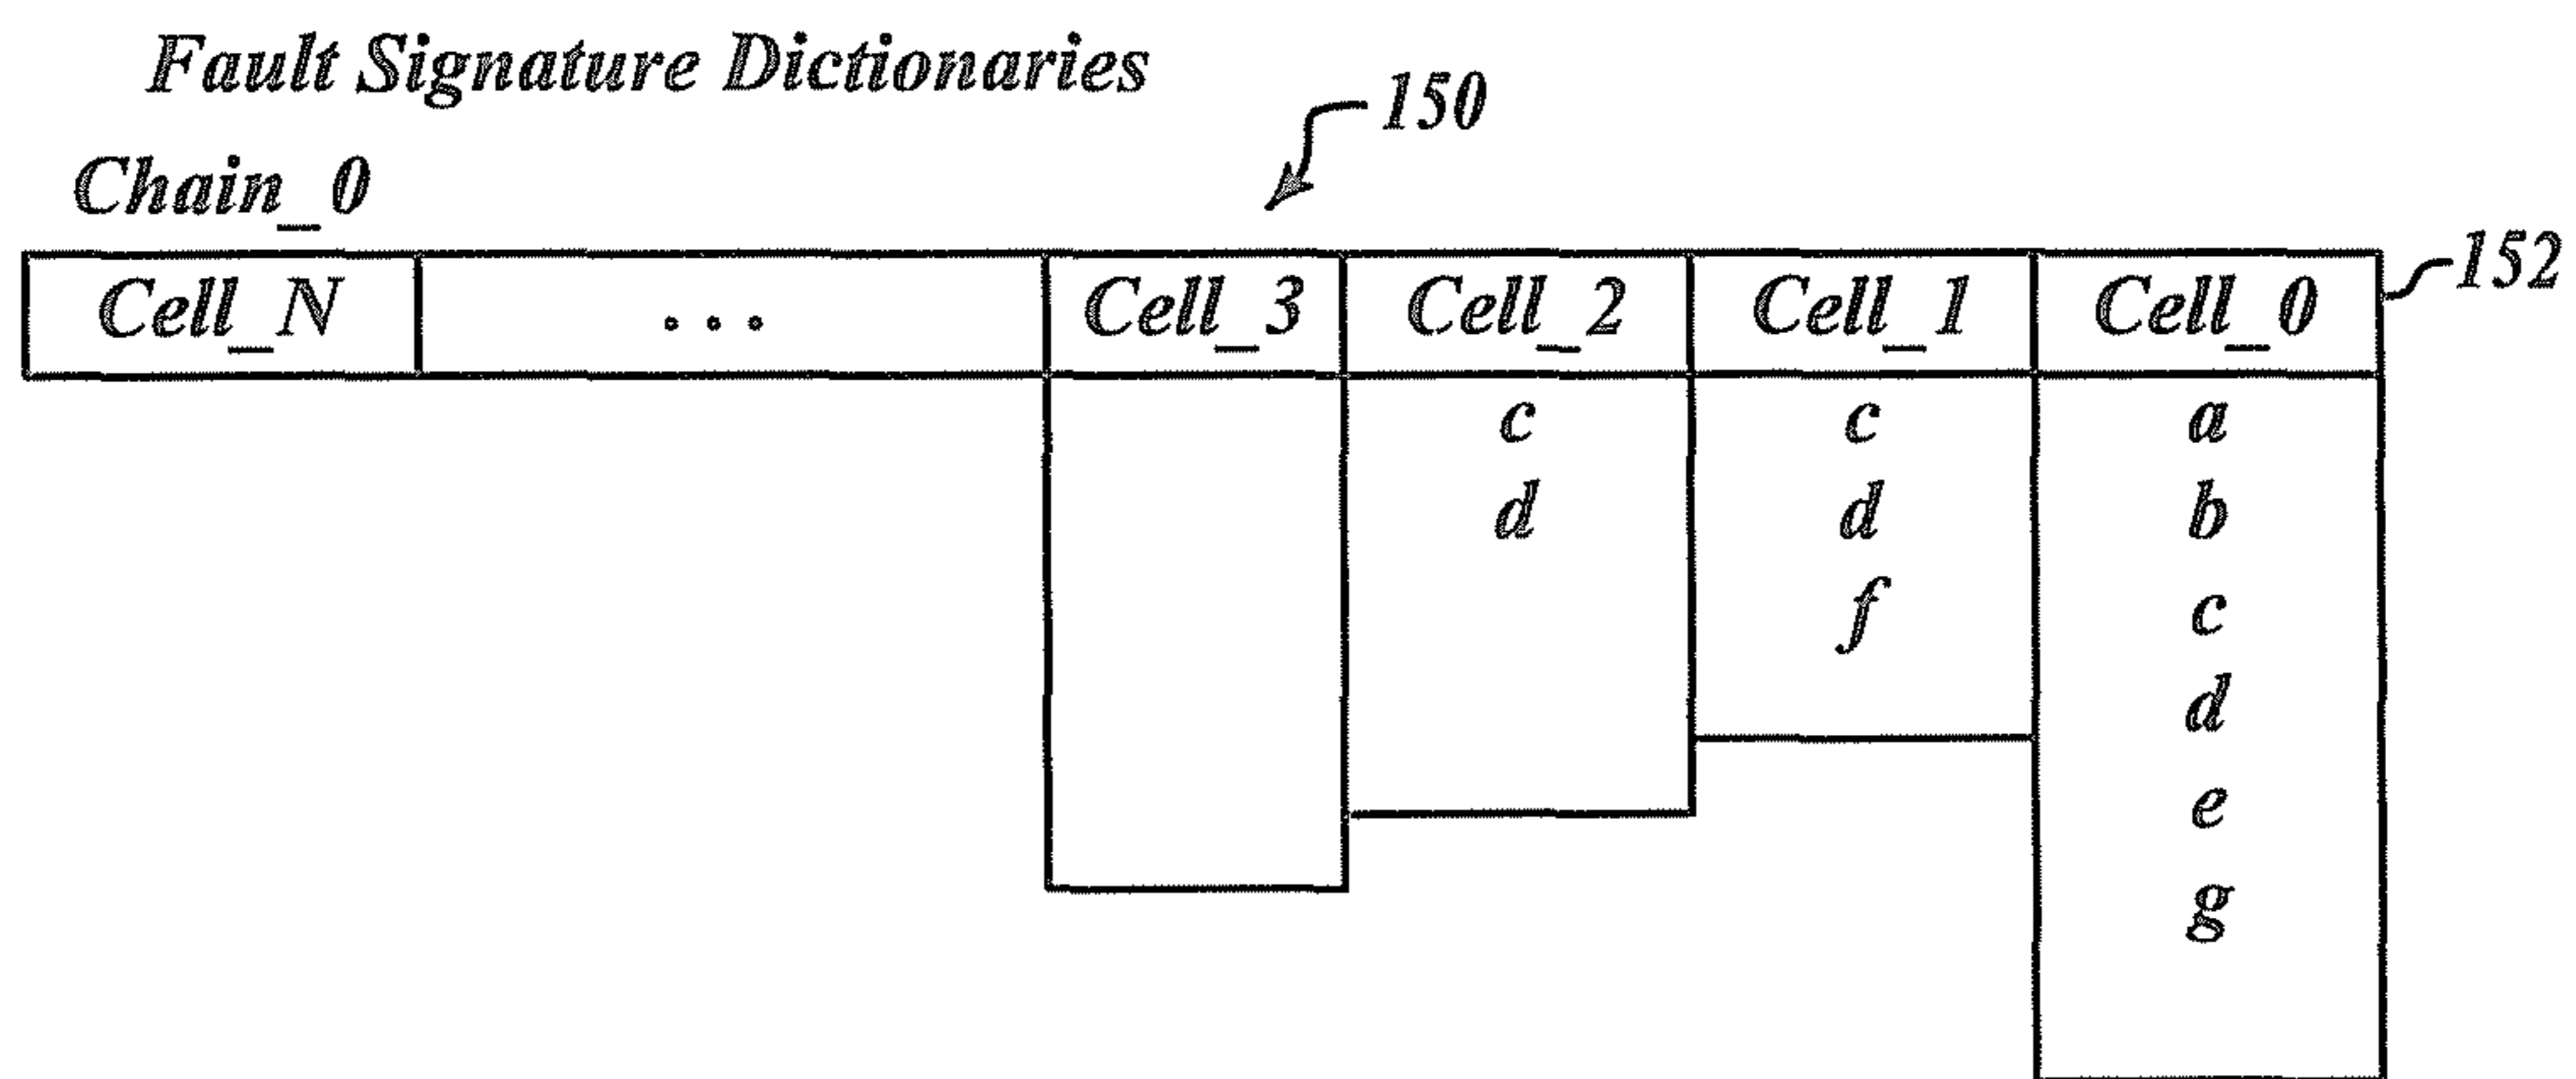 Fault Signature Dictionaries
150
Chain_0
152
Cell_N ... Cell_3 Cell_2 Cell_1 Cell_0
c c a
d d b
f c
d
e
g